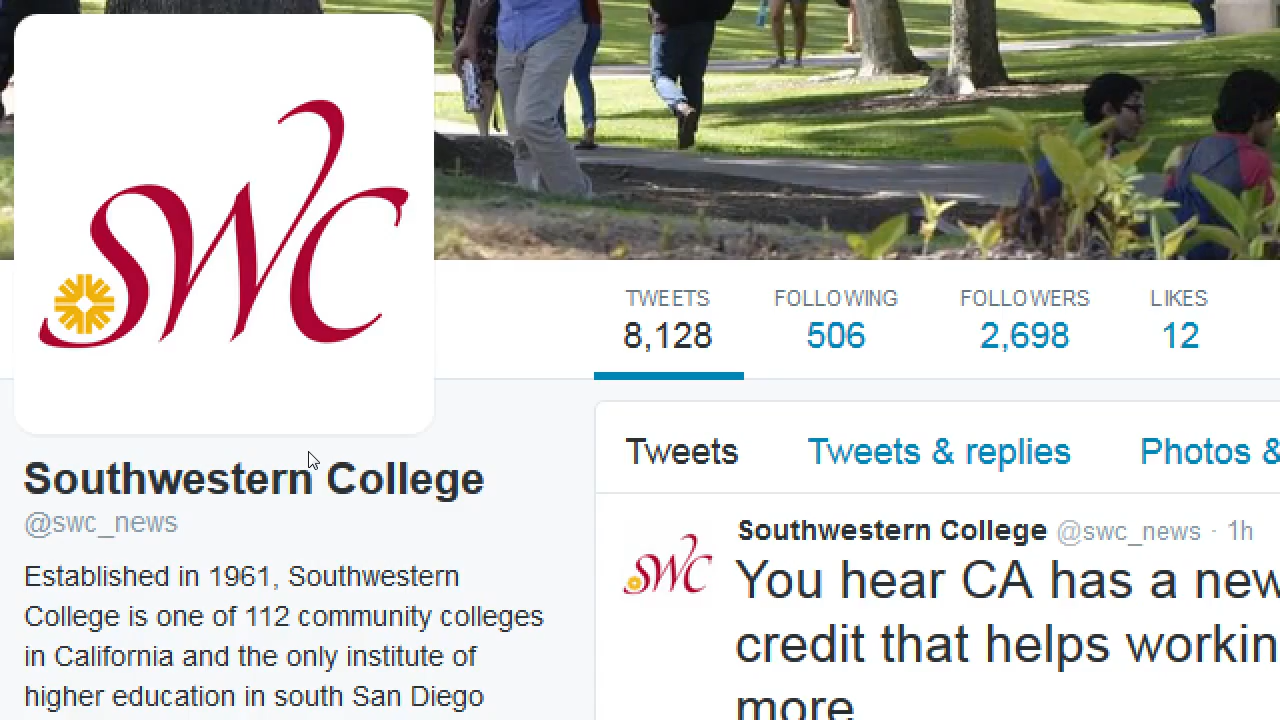 SWC
TWEETS FOLLOWING FOLLOWERS LIKES
8,128 506 2,698 12
Tweets Tweets & replies Photos &
Southwestern College
@swc_news
Established in 1961, Southwestern
College is one of 112 community colleges
in California and the only institute of
higher education in south San Diego
SWC
Southwestern College @swc_news · 1h
You hear CA has a new
credit that helps workin
more